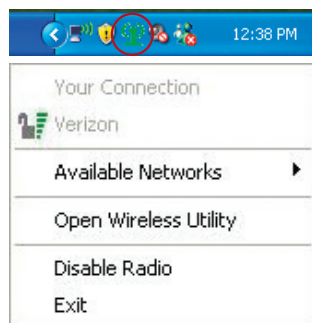 12:38 PM
Your Connection
Verizon
Available Networks
Open Wireless Utility
Disable Radio
Exit